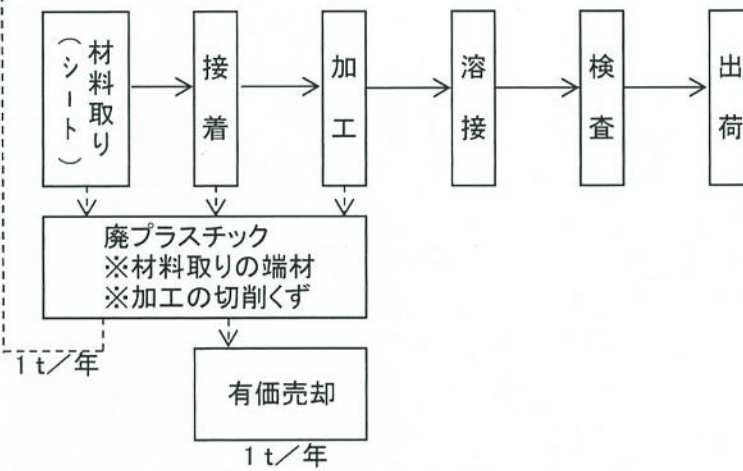 材料取り
（シート）
接着
加工
溶接
検査
出荷
廃プラスチック
※材料取りの端材
※加工の切削くず
1ｔ／年
有価売却
1ｔ／年